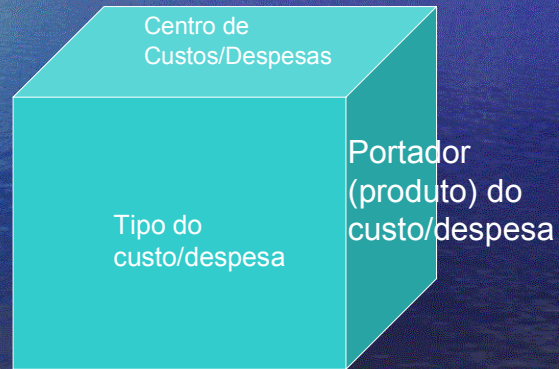 Centro de
Custos/Despesas
Portador
(produto) do
custo/despesa
Tipo do
custo/despesa